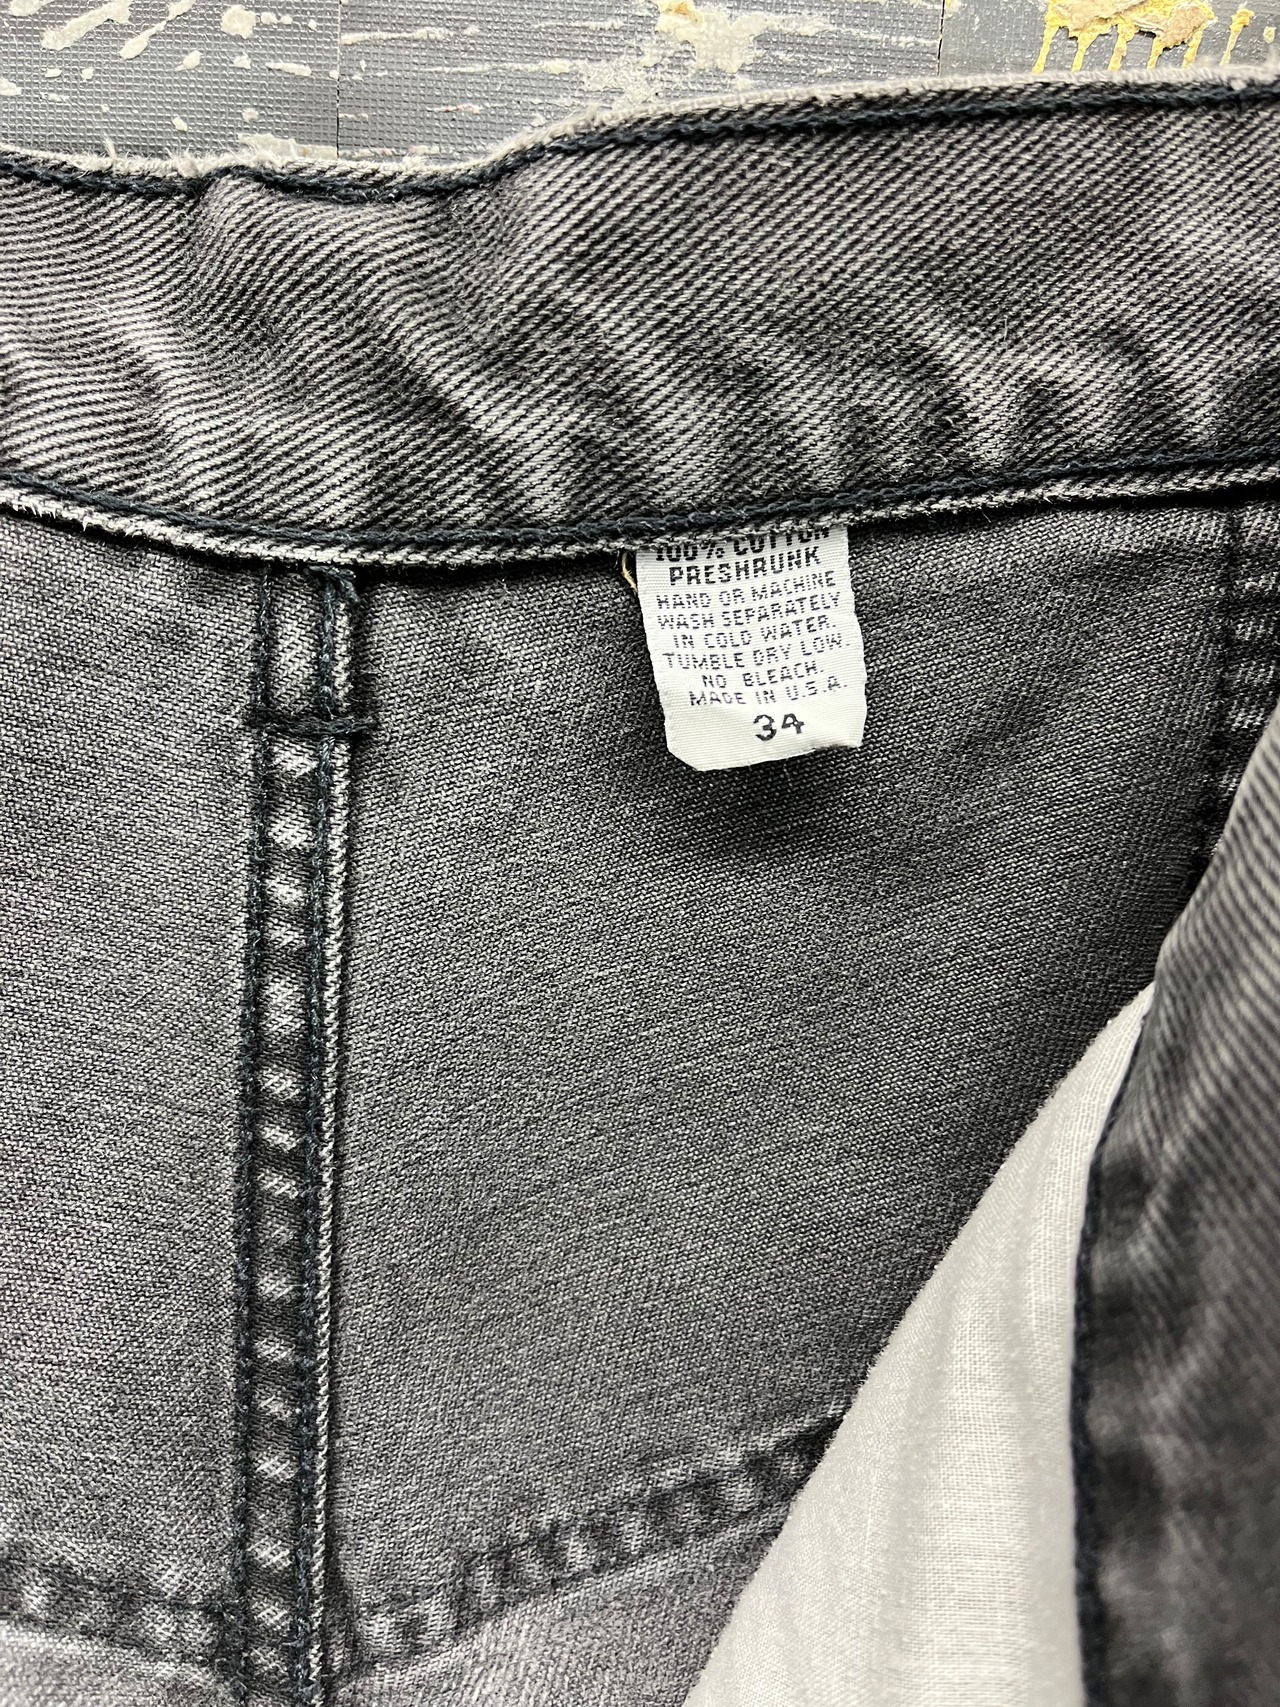 100% COTTON
PRESHRUNK
HAND OR MACHINE
WASH SEPARATELY
IN COLD WATER.
TUMBLE DRY LOW.
NO BLEACH.
MADE IN U.S.A.
34